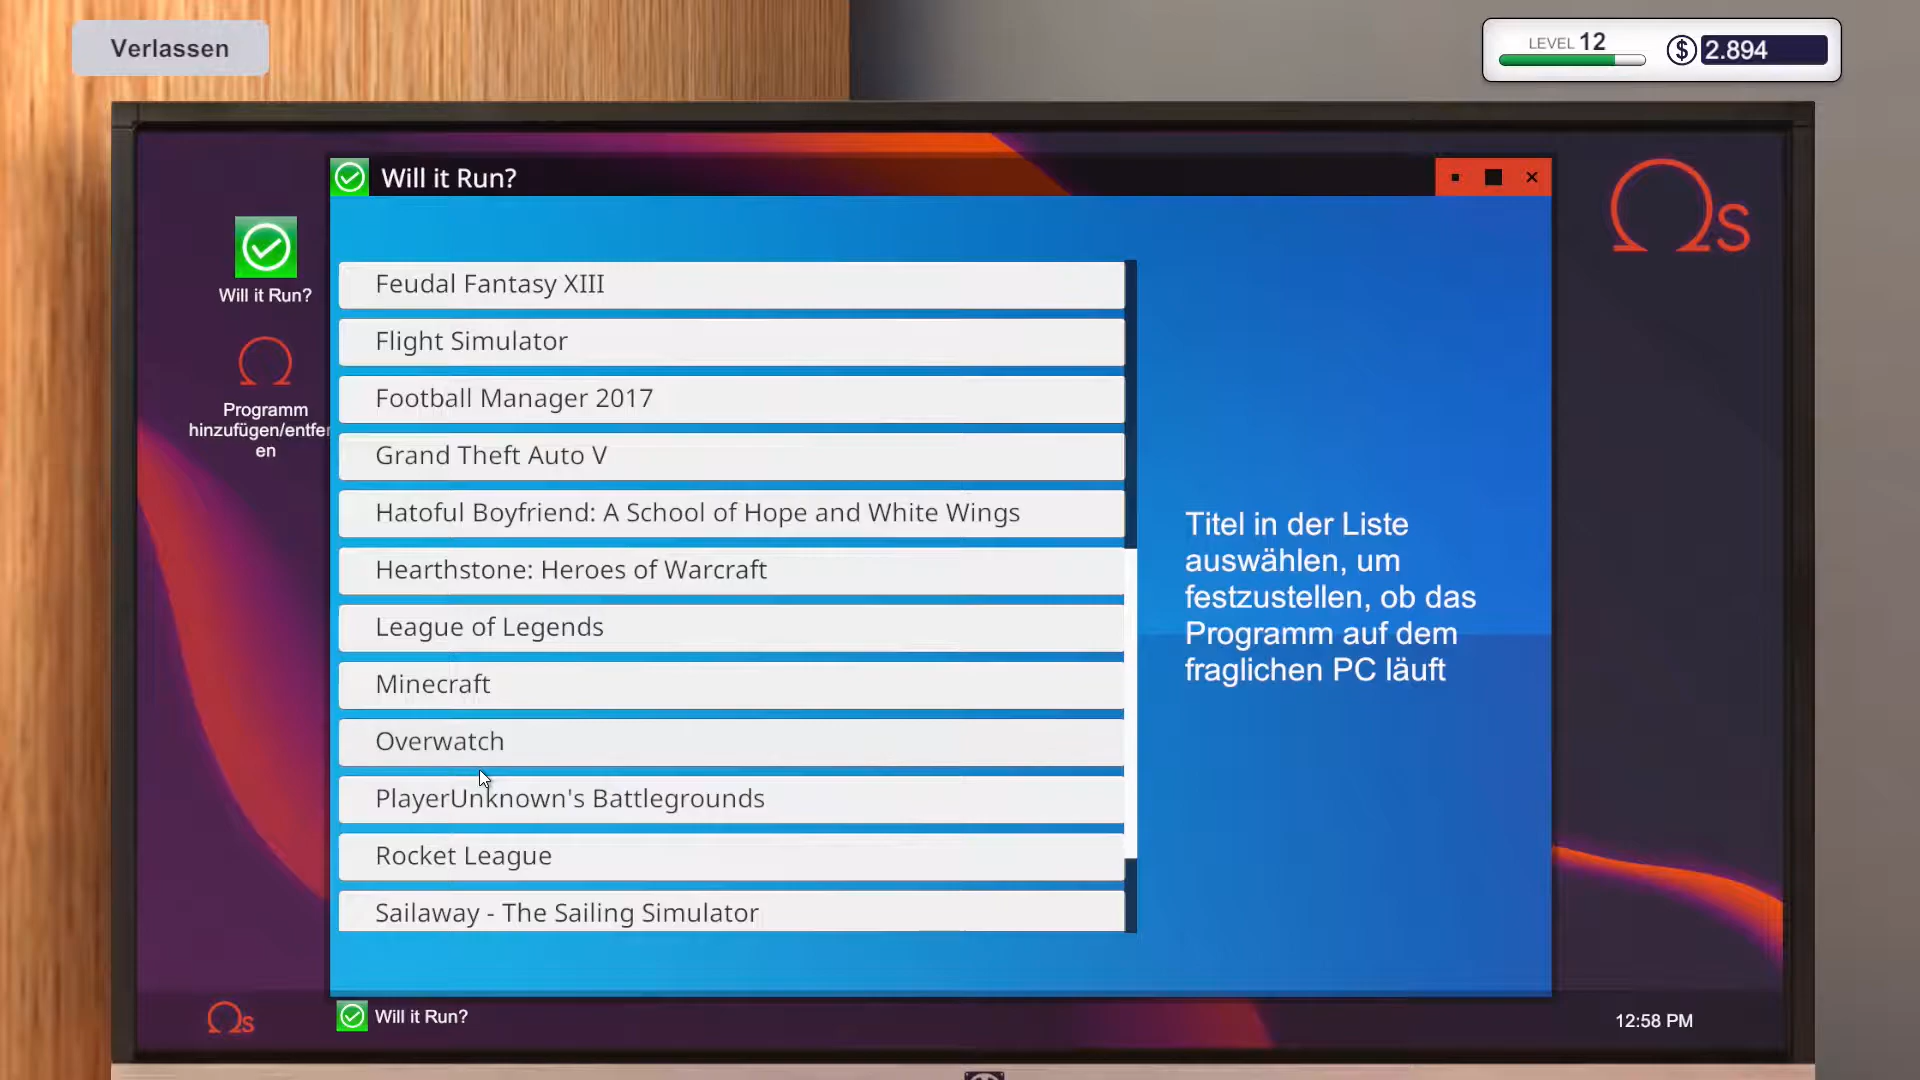 Verlassen
LEVEL 12
$ 2.894
Will it Run?
Ωs
Will it Run?
Programm
hinzufügen/entfer
en
Feudal Fantasy XIII
Flight Simulator
Football Manager 2017
Grand Theft Auto V
Hatoful Boyfriend: A School of Hope and White Wings
Hearthstone: Heroes of Warcraft
League of Legends
Minecraft
Overwatch
PlayerUnknown's Battlegrounds
Rocket League
Sailaway - The Sailing Simulator
Titel in der Liste
auswählen, um
festzustellen, ob das
Programm auf dem
fraglichen PC läuft
Ωs
Will it Run?
12:58 PM